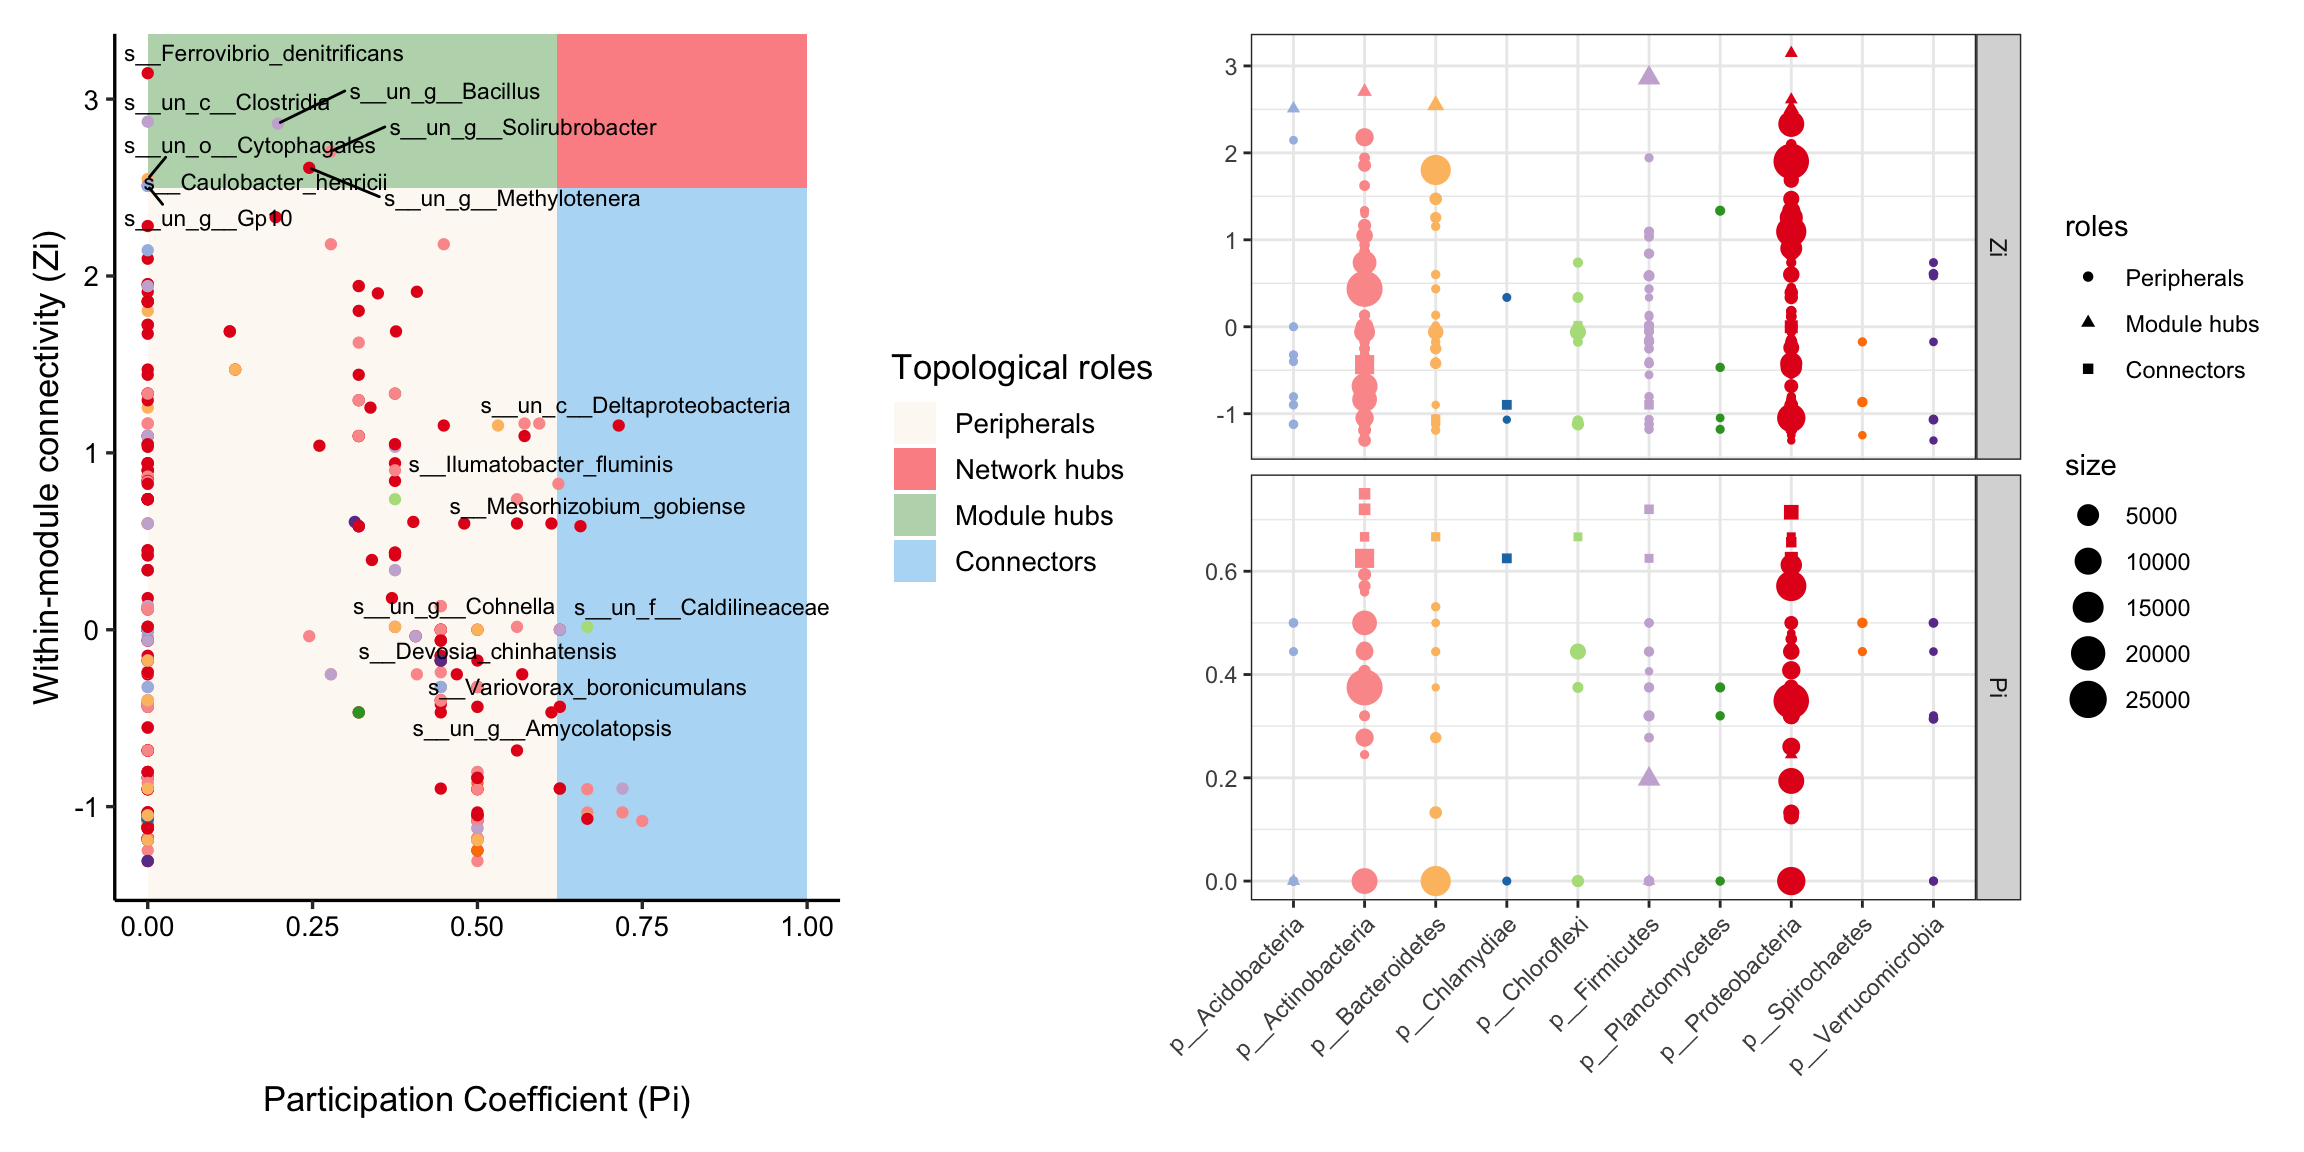 s__Ferrovibrio_denitrificans
s__un_g__Bacillus
s__un_c__Clostridia
s__un_g__Solirubrobacter
s__un_o__Cytophagales
s__Caulobacter_henricii
s__un_g__Methylotenera
s__un_g__Gp10
s__un_c__Deltaproteobacteria
s__Ilumatobacter_fluminis
s__Mesorhizobium_gobiense
s__un_g__Cohnella
s__un_f__Caldilineaceae
s__Devosia_chinhatensis
s__Variovorax_boronicumulans
s__un_g__Amycolatopsis
3
2
1
0
-1
0.00
0.25
0.50
0.75
1.00
Within-module connectivity (Zi)
Participation Coefficient (Pi)
Topological roles
Peripherals
Network hubs
Module hubs
Connectors
3
2
1
0
-1
Zi
0.6
0.4
0.2
0.0
Pi
p__Acidobacteria
p__Actinobacteria
p__Bacteroidetes
p__Chlamydiae
p__Chloroflexi
p__Firmicutes
p__Planctomycetes
p__Proteobacteria
p__Spirochaetes
p__Verrucomicrobia
roles
Peripherals
Module hubs
Connectors
size
5000
10000
15000
20000
25000